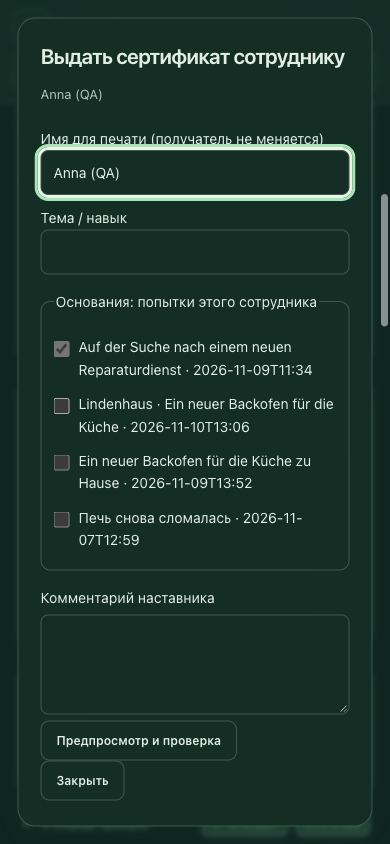 Выдать сертификат сотруднику
Anna (QA)
Имя для печати (получатель не меняется)
Anna (QA)
Тема / навык
Основания: попытки этого сотрудника
Auf der Suche nach einem neuen
Reparaturdienst · 2026-11-09T11:34
Lindenhaus · Ein neuer Backofen für die
Küche · 2026-11-10T13:06
Ein neuer Backofen für die Küche zu
Hause · 2026-11-09T13:52
Печь снова сломалась · 2026-11-
07T12:59
Комментарий наставника
Предпросмотр и проверка
Закрыть